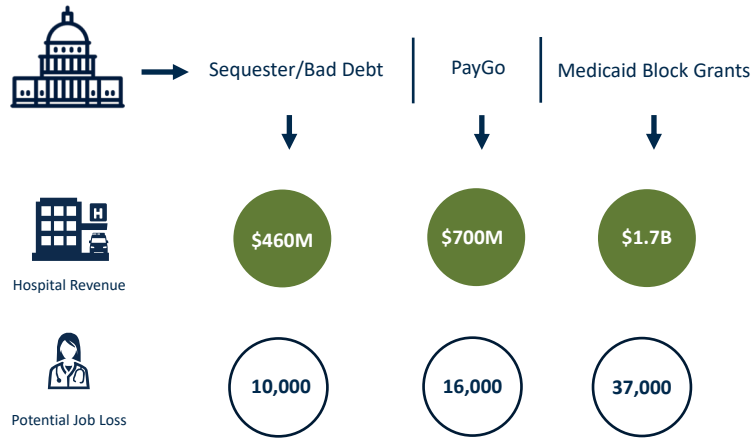 Sequester/Bad Debt
PayGo
Medicaid Block Grants
H
$460M
$700M
$1.7B
Hospital Revenue
10,000
16,000
37,000
Potential Job Loss